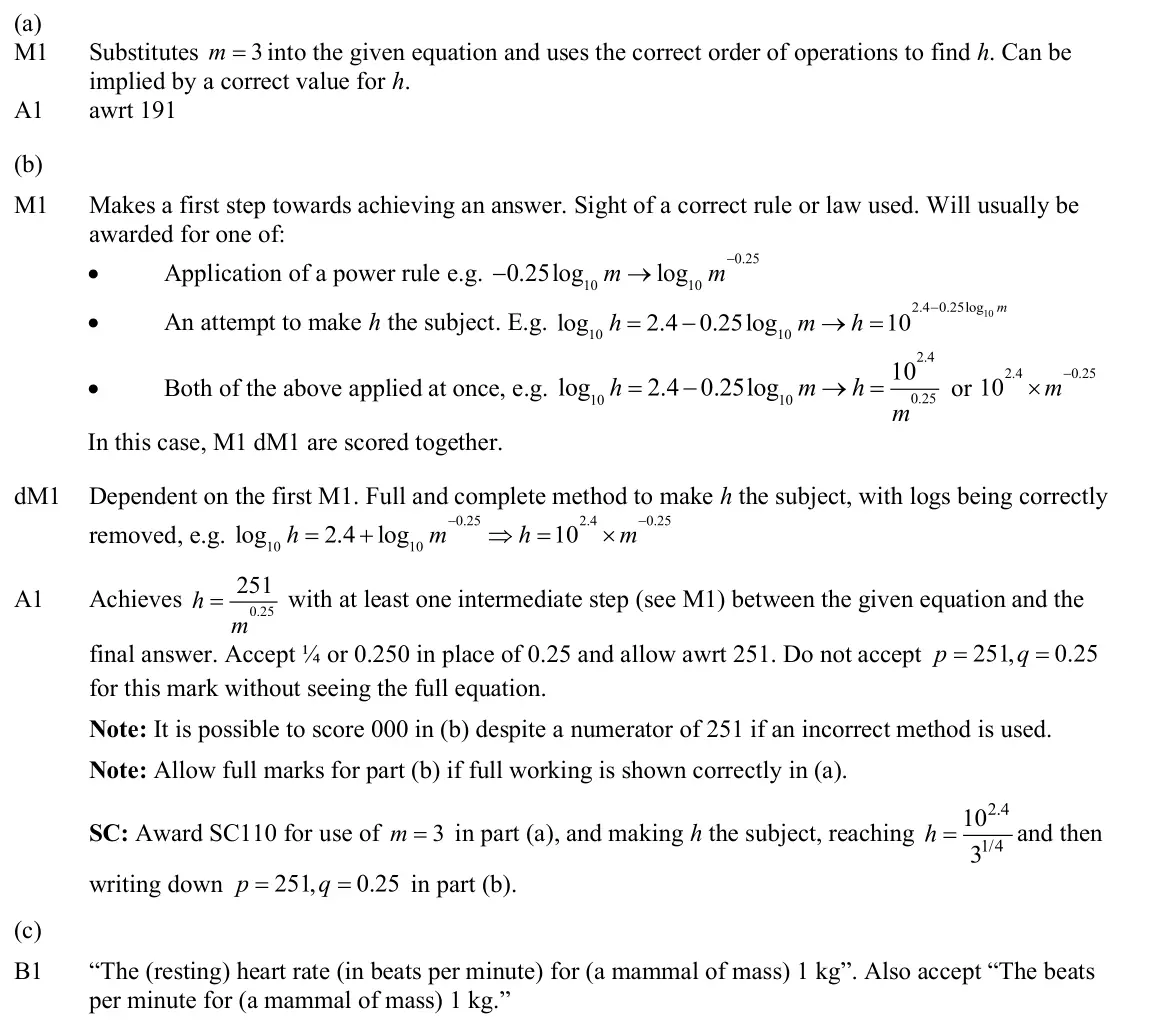 (a)
M1 Substitutes m = 3 into the given equation and uses the correct order of operations to find h. Can be
implied by a correct value for h.
A1 awrt 191
(b)
M1 Makes a first step towards achieving an answer. Sight of a correct rule or law used. Will usually be
awarded for one of:
• Application of a power rule e.g. −0.25log₁₀ m → log₁₀ m^(−0.25)
• An attempt to make h the subject. E.g. log₁₀ h = 2.4 − 0.25log₁₀ m → h = 10^(2.4−0.25log₁₀ m)
• Both of the above applied at once, e.g. log₁₀ h = 2.4 − 0.25log₁₀ m → h = 10^2.4 / m^0.25 or 10^2.4 × m^−0.25
In this case, M1 dM1 are scored together.
dM1 Dependent on the first M1. Full and complete method to make h the subject, with logs being correctly
removed, e.g. log₁₀ h = 2.4 + log₁₀ m^−0.25 ⇒ h = 10^2.4 × m^−0.25
A1 Achieves h = 251 / m^0.25 with at least one intermediate step (see M1) between the given equation and the
final answer. Accept ¼ or 0.250 in place of 0.25 and allow awrt 251. Do not accept p = 251, q = 0.25
for this mark without seeing the full equation.
Note: It is possible to score 000 in (b) despite a numerator of 251 if an incorrect method is used.
Note: Allow full marks for part (b) if full working is shown correctly in (a).
SC: Award SC110 for use of m = 3 in part (a), and making h the subject, reaching h = 10^2.4 / 3^1/4 and then
writing down p = 251, q = 0.25 in part (b).
(c)
B1 “The (resting) heart rate (in beats per minute) for (a mammal of mass) 1 kg”. Also accept “The beats
per minute for (a mammal of mass) 1 kg.”